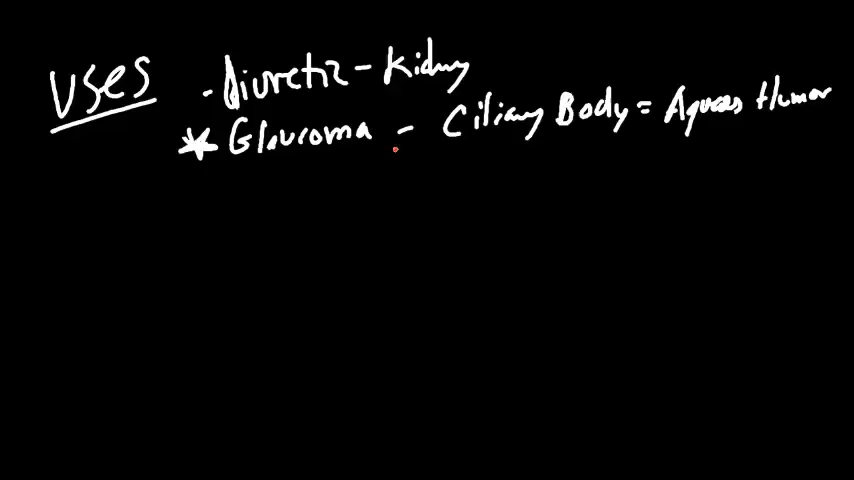 USES
- Diuretic - Kidney
* Glaucoma - Ciliary Body = Aqueous Humor